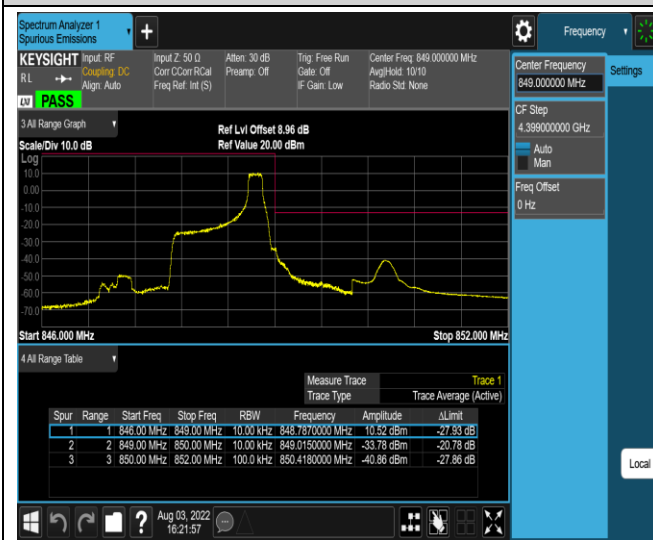 Spectrum Analyzer 1
Spurious Emissions
Frequency
KEYSIGHT Input: RF Input Z: 50 Ω Atten: 30 dB Trig: Free Run Center Freq: 849.000000 MHz
RL Coupling: DC Corr CCorr RCal Preamp: Off Gate: Off Avg|Hold: 10/10
Align: Auto Freq Ref: Int (S) IF Gain: Low Radio Std: None
LXI PASS
3 All Range Graph
Ref Lvl Offset 8.96 dB
Scale/Div 10.0 dB Ref Value 20.00 dBm
Log
10.0
0.00
-10.0
-20.0
-30.0
-40.0
-50.0
-60.0
-70.0
Start 846.000 MHz Stop 852.000 MHz
4 All Range Table
Measure Trace Trace 1
Trace Type Trace Average (Active)
Spur Range Start Freq Stop Freq RBW Frequency Amplitude ΔLimit
1 1 846.00 MHz 849.00 MHz 10.00 kHz 848.7870000 MHz 10.52 dBm -27.93 dB
2 2 849.00 MHz 850.00 MHz 10.00 kHz 849.0150000 MHz -33.78 dBm -20.78 dB
3 3 850.00 MHz 852.00 MHz 100.0 kHz 850.4180000 MHz -40.86 dBm -27.86 dB
Aug 03, 2022
16:21:57
Center Frequency
849.000000 MHz
Settings
CF Step
4.399000000 GHz
Auto
Man
Freq Offset
0 Hz
Local